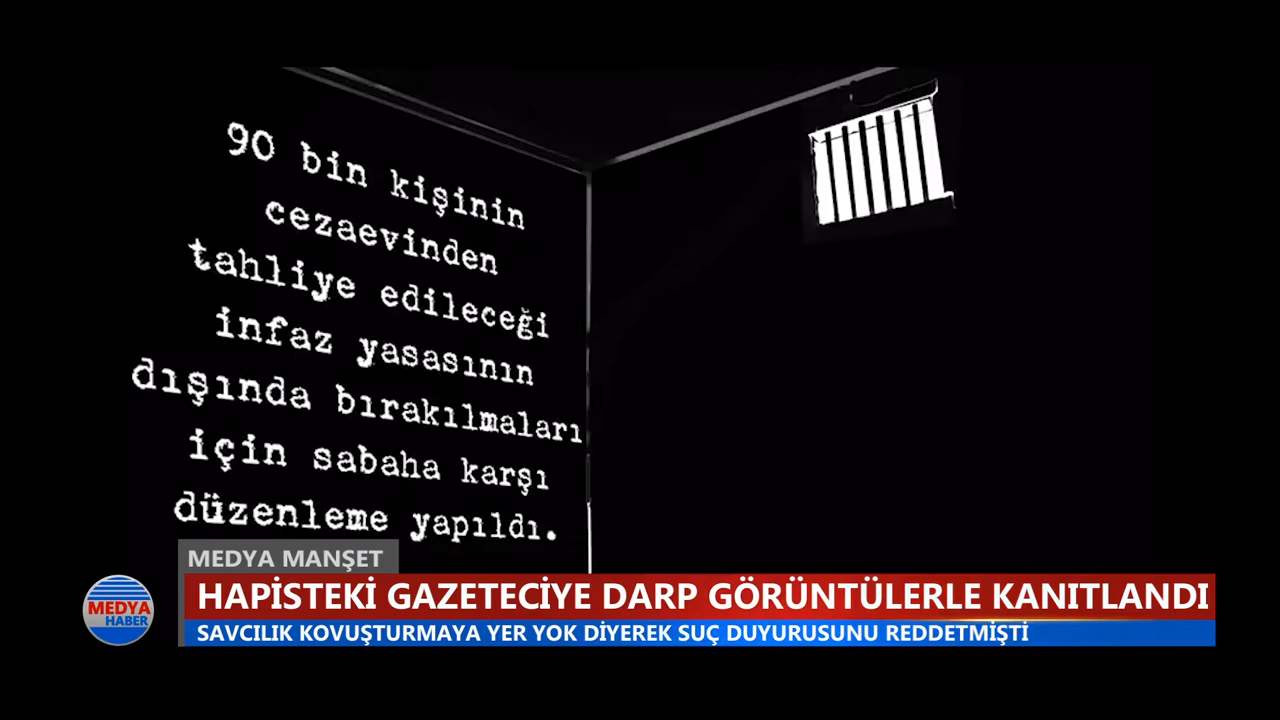 90 bin kişinin
cezaevinden
tahliye edileceği
infaz yasasının
dışında bırakılmaları
için sabaha karşı
düzenleme yapıldı.
MEDYA MANŞET
HAPİSTEKİ GAZETECİYE DARP GÖRÜNTÜLERLE KANITLANDI
SAVCILIK KOVUŞTURMAYA YER YOK DİYEREK SUÇ DUYURUSUNU REDDETMİŞTİ
MEDYA
HABER